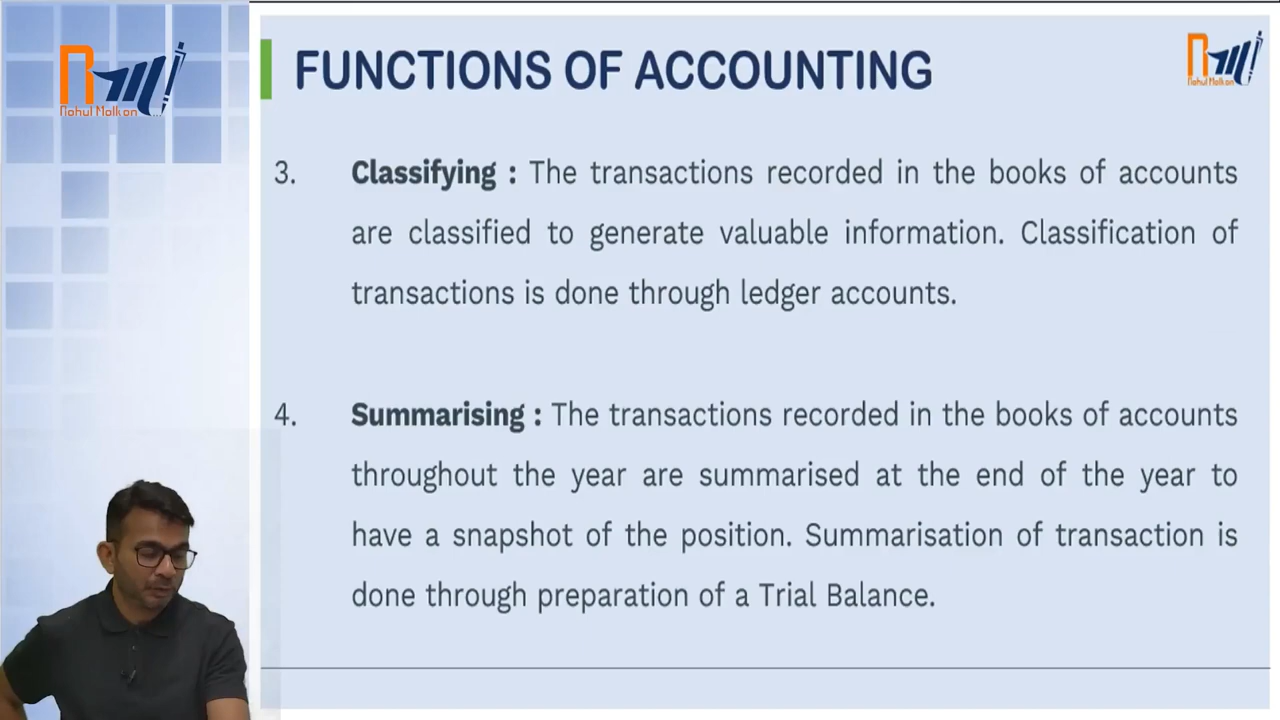 Rahul Malkan
FUNCTIONS OF ACCOUNTING
Rahul Malkan
3. Classifying : The transactions recorded in the books of accounts
are classified to generate valuable information. Classification of
transactions is done through ledger accounts.
4. Summarising : The transactions recorded in the books of accounts
throughout the year are summarised at the end of the year to
have a snapshot of the position. Summarisation of transaction is
done through preparation of a Trial Balance.